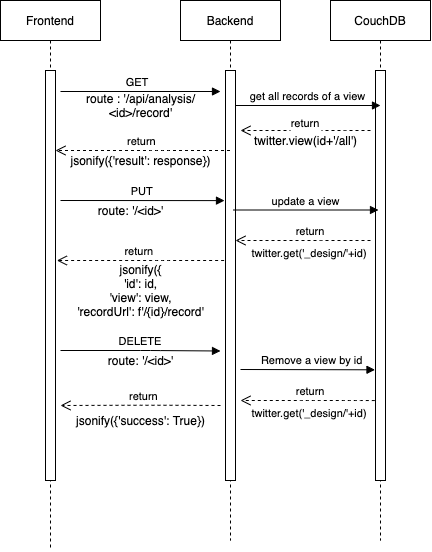 Frontend
Backend
CouchDB
GET
route : '/api/analysis/
<id>/record'
get all records of a view
return
twitter.view(id+'/all')
return
jsonify({'result': response})
PUT
route: '/<id>'
update a view
return
twitter.get('_design/'+id)
return
jsonify({
'id': id,
'view': view,
'recordUrl': f'/{id}/record'
DELETE
route: '/<id>'
Remove a view by id
return
twitter.get('_design/'+id)
return
jsonify({'success': True})